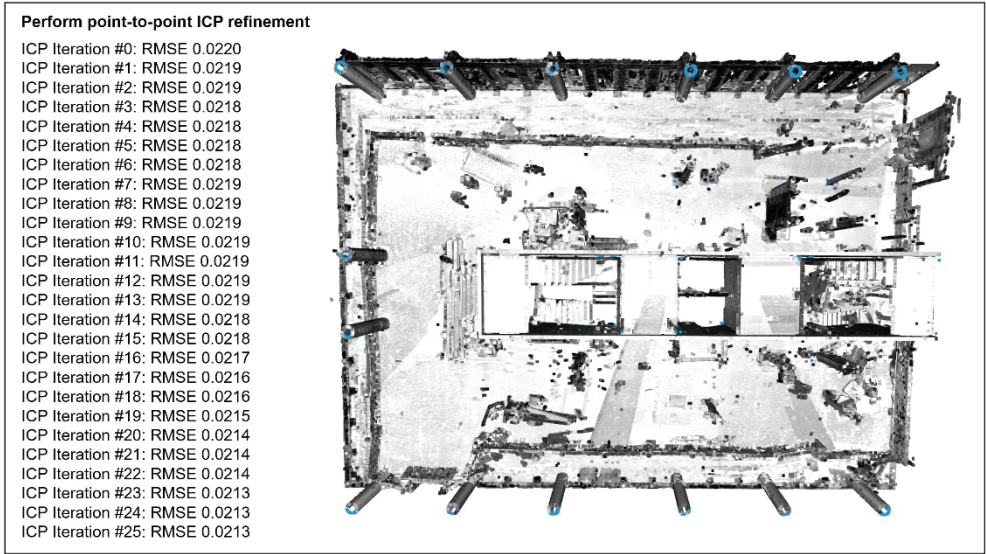 Perform point-to-point ICP refinement
ICP Iteration #0: RMSE 0.0220
ICP Iteration #1: RMSE 0.0219
ICP Iteration #2: RMSE 0.0219
ICP Iteration #3: RMSE 0.0218
ICP Iteration #4: RMSE 0.0218
ICP Iteration #5: RMSE 0.0218
ICP Iteration #6: RMSE 0.0218
ICP Iteration #7: RMSE 0.0219
ICP Iteration #8: RMSE 0.0219
ICP Iteration #9: RMSE 0.0219
ICP Iteration #10: RMSE 0.0219
ICP Iteration #11: RMSE 0.0219
ICP Iteration #12: RMSE 0.0219
ICP Iteration #13: RMSE 0.0219
ICP Iteration #14: RMSE 0.0218
ICP Iteration #15: RMSE 0.0218
ICP Iteration #16: RMSE 0.0217
ICP Iteration #17: RMSE 0.0216
ICP Iteration #18: RMSE 0.0216
ICP Iteration #19: RMSE 0.0215
ICP Iteration #20: RMSE 0.0214
ICP Iteration #21: RMSE 0.0214
ICP Iteration #22: RMSE 0.0214
ICP Iteration #23: RMSE 0.0213
ICP Iteration #24: RMSE 0.0213
ICP Iteration #25: RMSE 0.0213